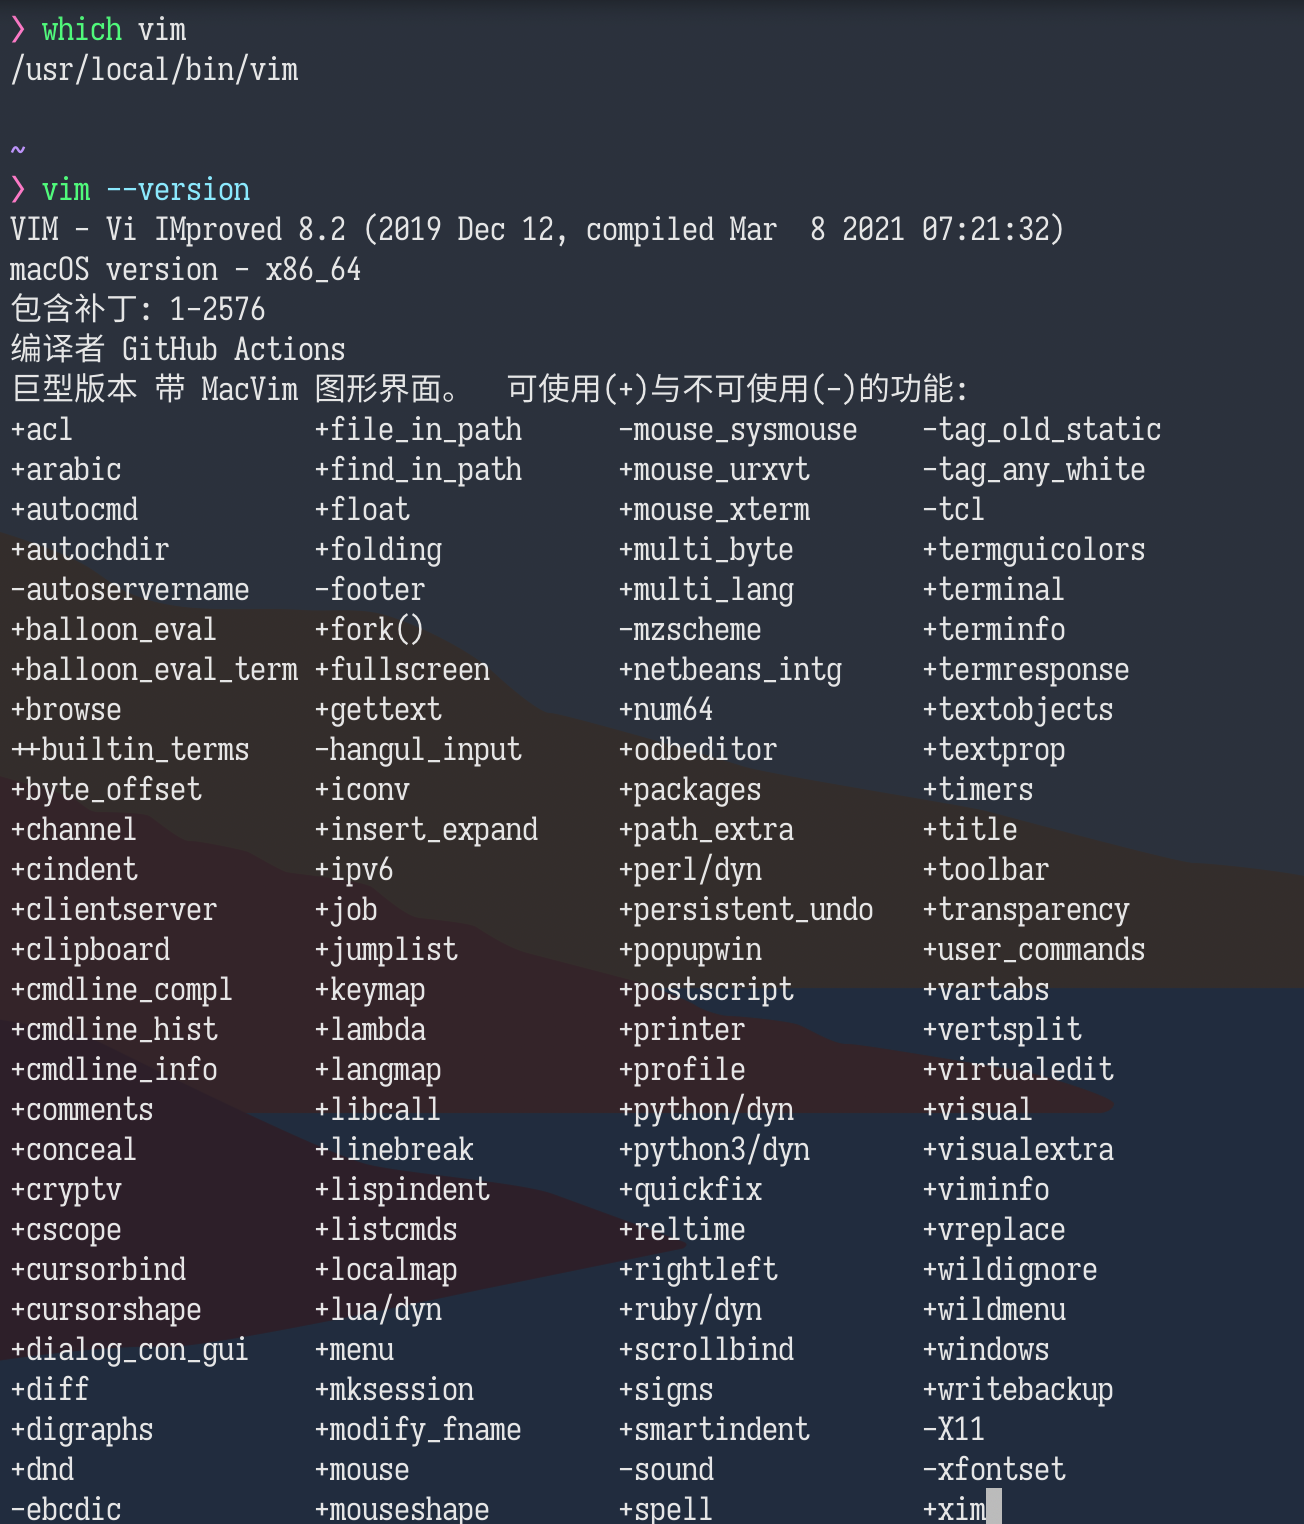 ❯ which vim
/usr/local/bin/vim
~
❯ vim --version
VIM - Vi IMproved 8.2 (2019 Dec 12, compiled Mar  8 2021 07:21:32)
macOS version - x86_64
包含补丁: 1-2576
编译者 GitHub Actions
巨型版本 带 MacVim 图形界面。  可使用(+)与不可使用(-)的功能:
+acl               +file_in_path      -mouse_sysmouse    -tag_old_static
+arabic            +find_in_path      +mouse_urxvt       -tag_any_white
+autocmd           +float             +mouse_xterm       -tcl
+autochdir         +folding           +multi_byte        +termguicolors
-autoservername    -footer            +multi_lang        +terminal
+balloon_eval      +fork()            -mzscheme          +terminfo
+balloon_eval_term +fullscreen        +netbeans_intg     +termresponse
+browse            +gettext           +num64             +textobjects
++builtin_terms    -hangul_input      +odbeditor         +textprop
+byte_offset       +iconv             +packages          +timers
+channel           +insert_expand     +path_extra        +title
+cindent           +ipv6              +perl/dyn          +toolbar
+clientserver      +job               +persistent_undo   +transparency
+clipboard         +jumplist          +popupwin          +user_commands
+cmdline_compl     +keymap            +postscript        +vartabs
+cmdline_hist      +lambda            +printer           +vertsplit
+cmdline_info      +langmap           +profile           +virtualedit
+comments          +libcall           +python/dyn        +visual
+conceal           +linebreak         +python3/dyn       +visualextra
+cryptv            +lispindent        +quickfix          +viminfo
+cscope            +listcmds          +reltime           +vreplace
+cursorbind        +localmap          +rightleft         +wildignore
+cursorshape       +lua/dyn           +ruby/dyn          +wildmenu
+dialog_con_gui    +menu              +scrollbind        +windows
+diff              +mksession         +signs             +writebackup
+digraphs          +modify_fname      +smartindent       -X11
+dnd               +mouse             -sound             -xfontset
-ebcdic            +mouseshape        +spell             +xim